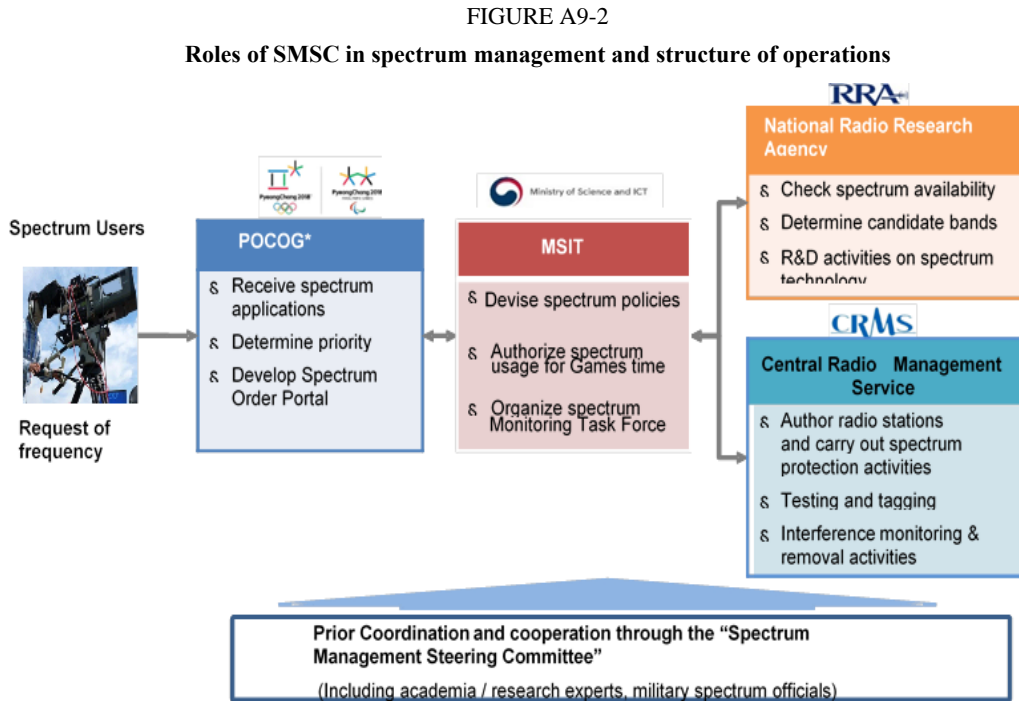 FIGURE A9-2
Roles of SMSC in spectrum management and structure of operations
RRA
National Radio Research
Agency
& Check spectrum availability
& Determine candidate bands
& R&D activities on spectrum
technology
PyeongChang 2018
PyeongChang 2018
Ministry of Science and ICT
Spectrum Users
Request of
frequency
POCOG*
& Receive spectrum
applications
& Determine priority
& Develop Spectrum
Order Portal
MSIT
& Devise spectrum policies
& Authorize spectrum
usage for Games time
& Organize spectrum
Monitoring Task Force
CRMS
Central Radio Management
Service
& Author radio stations
and carry out spectrum
protection activities
& Testing and tagging
& Interference monitoring &
removal activities
Prior Coordination and cooperation through the “Spectrum
Management Steering Committee”
(Including academia / research experts, military spectrum officials)